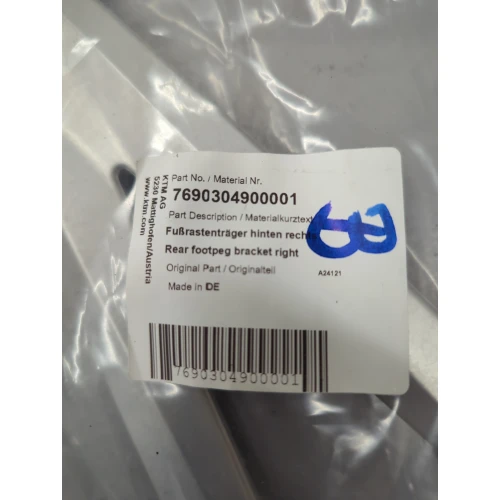 KTM AG
5230 Mattighofen/Austria
www.ktm.com
Part No. / Material Nr.
7690304900001
Part Description / Materialkurztext
Fußrastenträger hinten rechts
Rear footpeg bracket right
Original Part / Originalteil
A24121
Made in DE
7690304900001